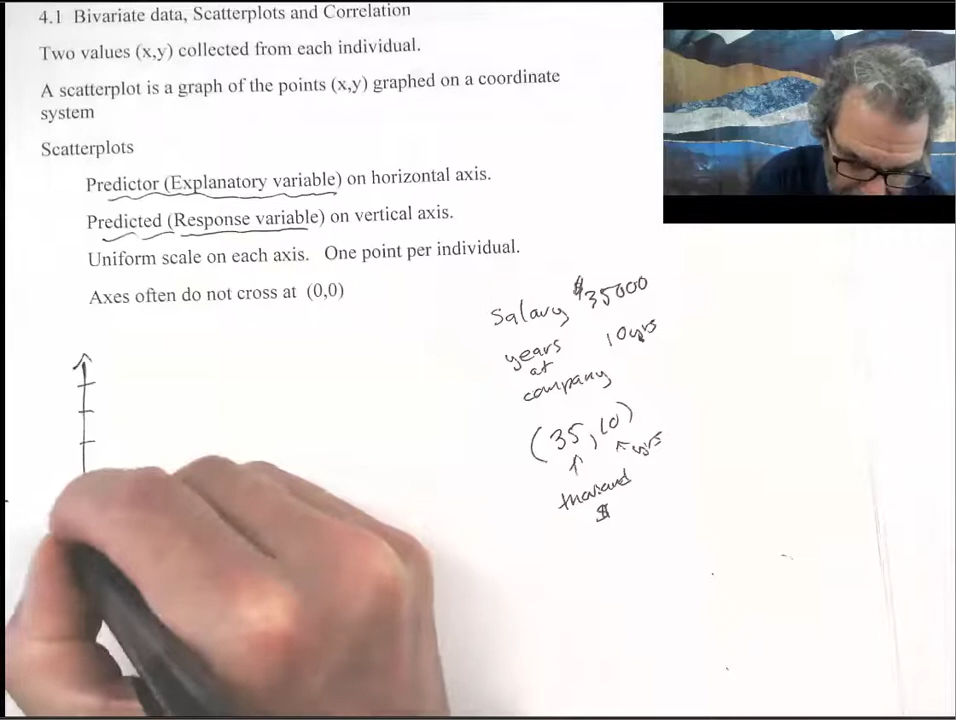 4.1 Bivariate data, Scatterplots and Correlation
Two values (x,y) collected from each individual.
A scatterplot is a graph of the points (x,y) graphed on a coordinate
system
Scatterplots
Predictor (Explanatory variable) on horizontal axis.
Predicted (Response variable) on vertical axis.
Uniform scale on each axis. One point per individual.
Axes often do not cross at (0,0)
Salary $35000
years 10yrs
at
company
(35, 10)
yrs
thousand
$